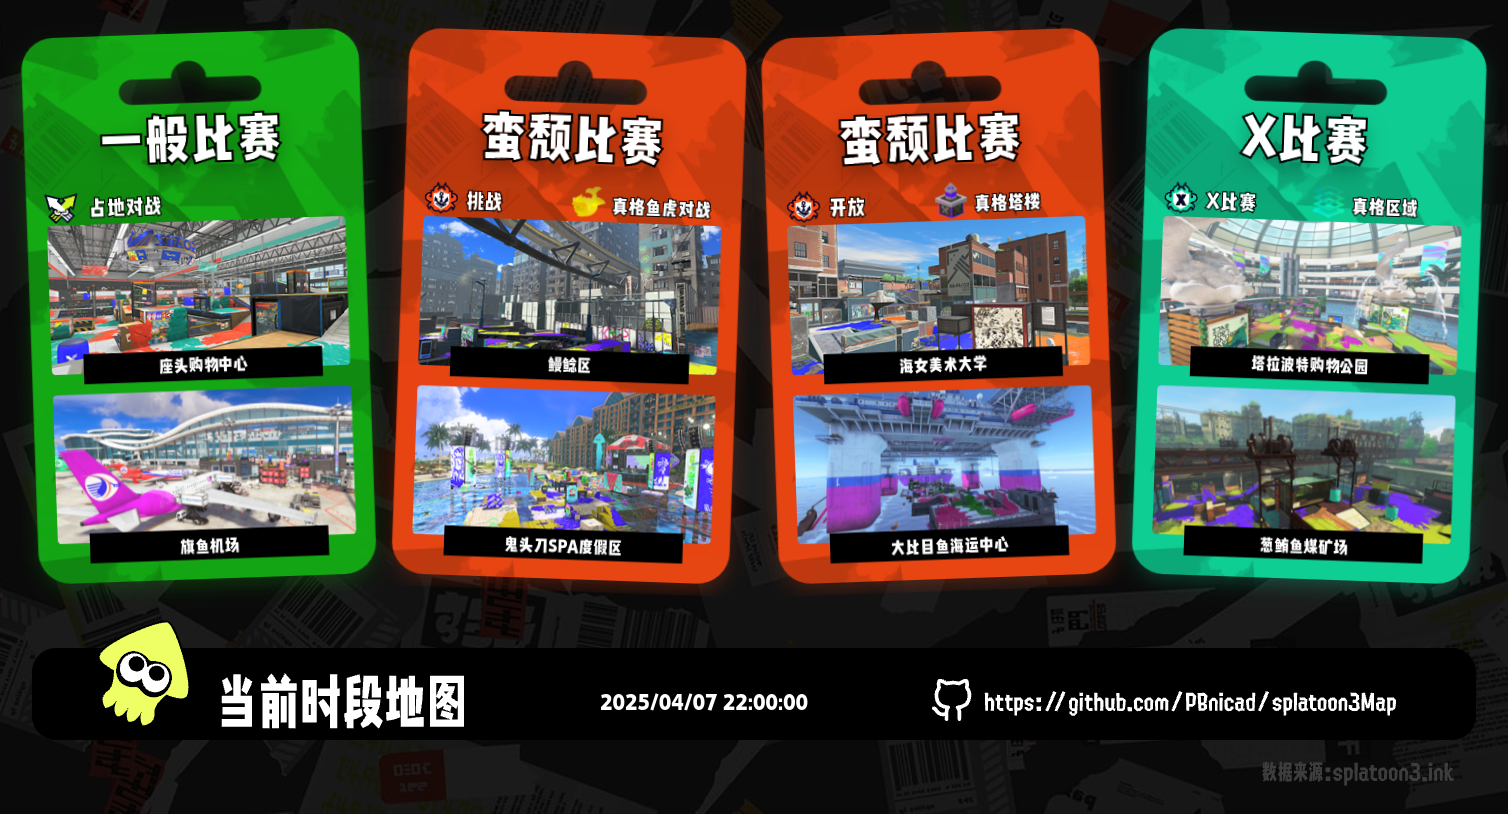 一般比赛
占地对战
座头购物中心
旗鱼机场
蛮颓比赛
挑战
真格鱼虎对战
鳗鲶区
鬼头刀SPA度假区
蛮颓比赛
开放
真格塔楼
海女美术大学
大比目鱼海运中心
X比赛
X比赛
真格区域
塔拉波特购物公园
葱鲔鱼煤矿场
当前时段地图
2025/04/07 22:00:00
https://github.com/PBnicad/splatoon3Map
数据来源:splatoon3.ink